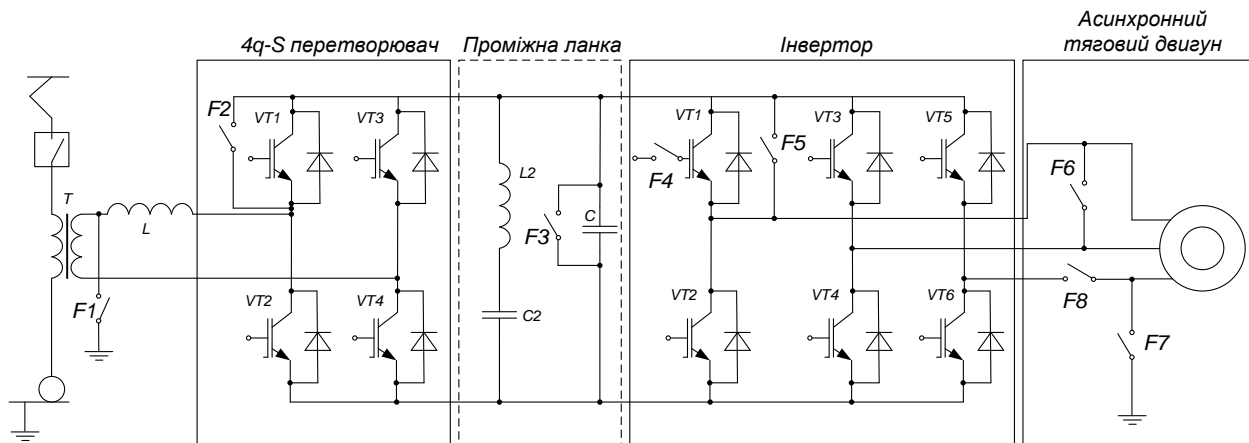 4q-S перетворювач
Проміжна ланка
Інвертор
Асинхронний
тяговий двигун
F2
VT1
VT3
VT1
F5
VT3
VT5
F4
F6
T
L
L2
F3
C
F1
VT2
VT4
C2
VT2
VT4
VT6
F8
F7